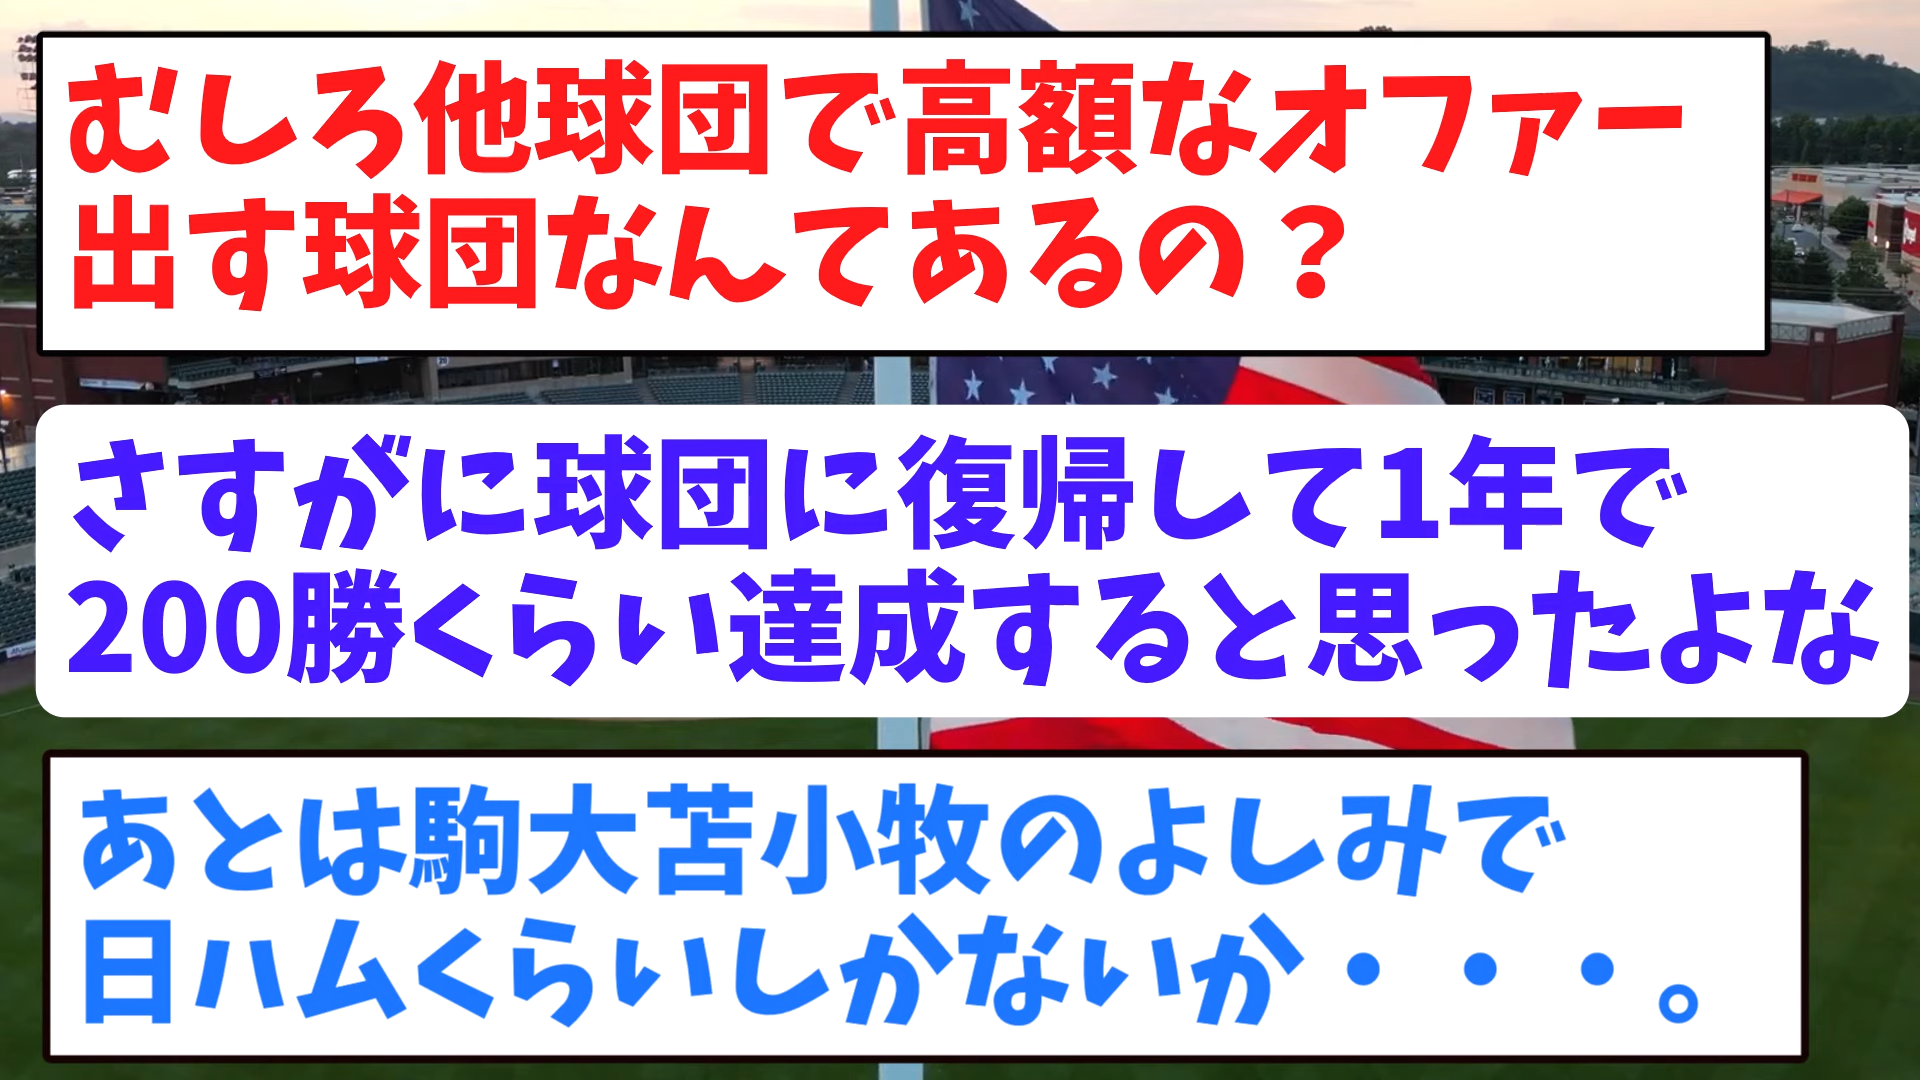 むしろ他球団で高額なオファー
出す球団なんてあるの？
さすがに球団に復帰して1年で
200勝くらい達成すると思ったよな
あとは駒大苫小牧のよしみで
日ハムくらいしかないか・・・。